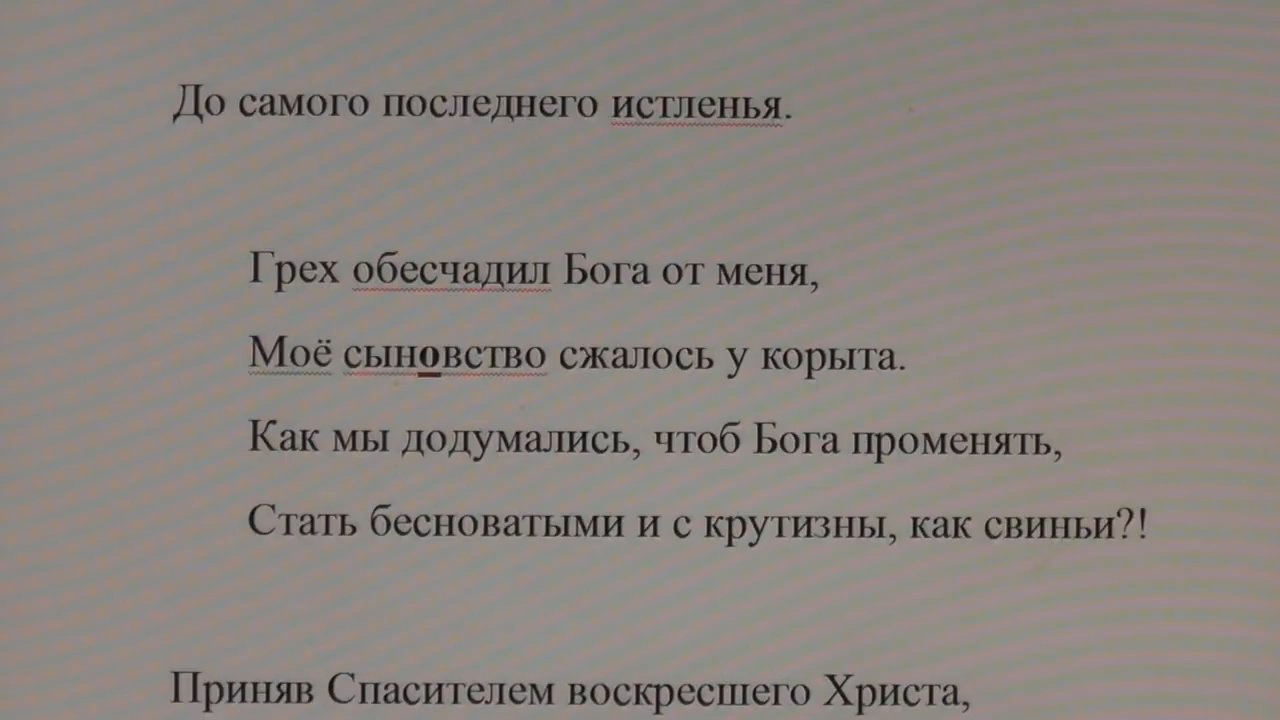 До самого последнего истленья.
Грех обесчадил Бога от меня,
Моё сыновство сжалось у корыта.
Как мы додумались, чтоб Бога променять,
Стать бесноватыми и с крутизны, как свиньи?!
Приняв Спасителем воскресшего Христа,